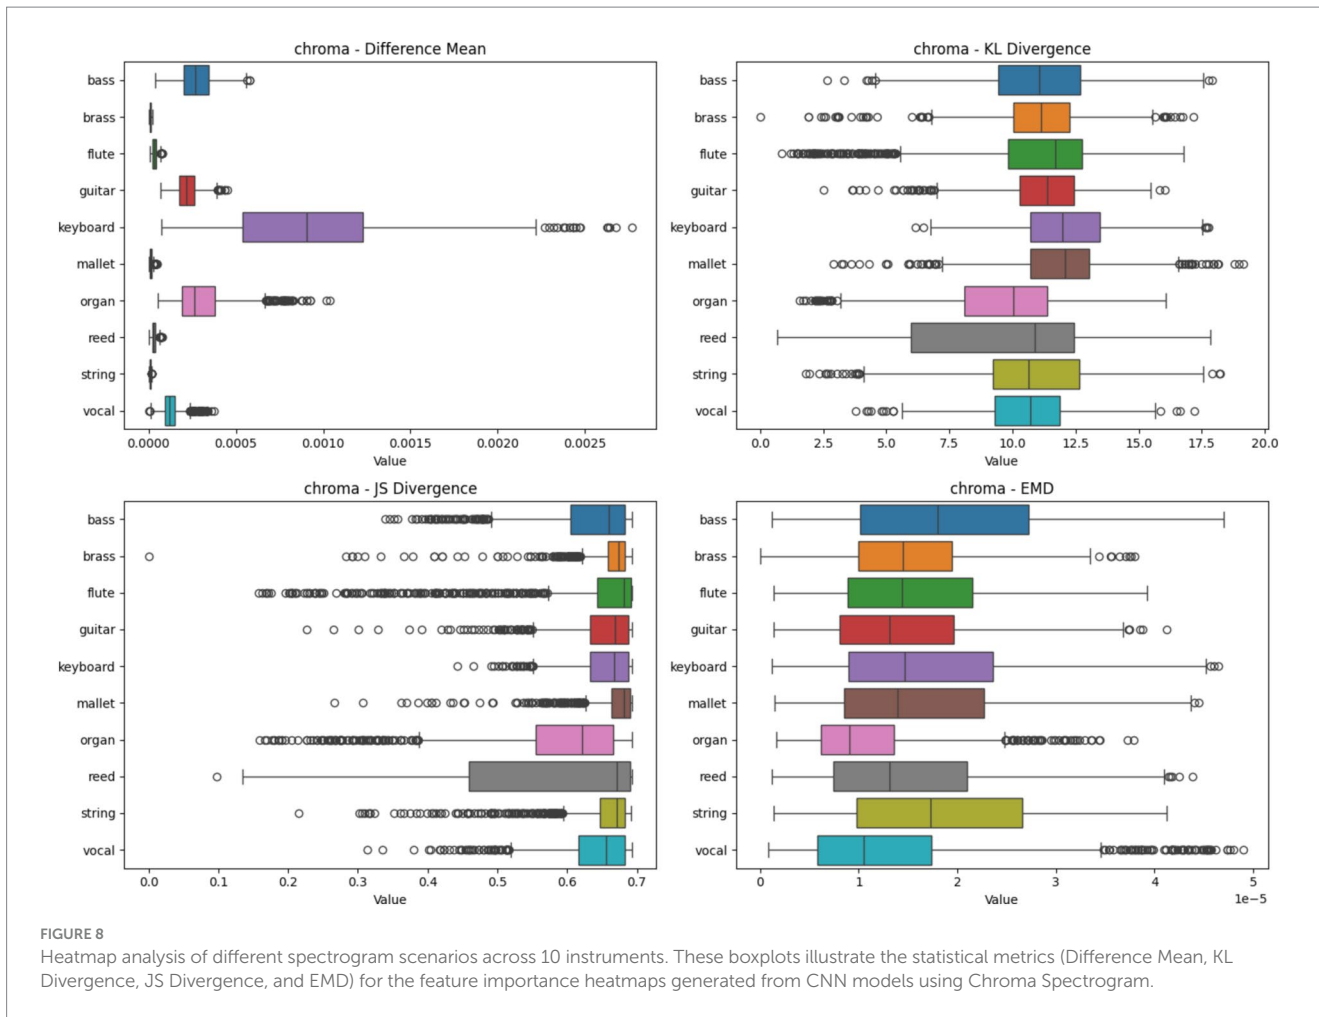 chroma - Difference Mean
bass
brass
flute
guitar
keyboard
mallet
organ
reed
string
vocal
0.0000 0.0005 0.0010 0.0015 0.0020 0.0025
Value
chroma - KL Divergence
bass
brass
flute
guitar
keyboard
mallet
organ
reed
string
vocal
0.0 2.5 5.0 7.5 10.0 12.5 15.0 17.5 20.0
Value
chroma - JS Divergence
bass
brass
flute
guitar
keyboard
mallet
organ
reed
string
vocal
0.0 0.1 0.2 0.3 0.4 0.5 0.6 0.7
Value
chroma - EMD
bass
brass
flute
guitar
keyboard
mallet
organ
reed
string
vocal
0 1 2 3 4 5
Value
1e−5
FIGURE 8
Heatmap analysis of different spectrogram scenarios across 10 instruments. These boxplots illustrate the statistical metrics (Difference Mean, KL
Divergence, JS Divergence, and EMD) for the feature importance heatmaps generated from CNN models using Chroma Spectrogram.